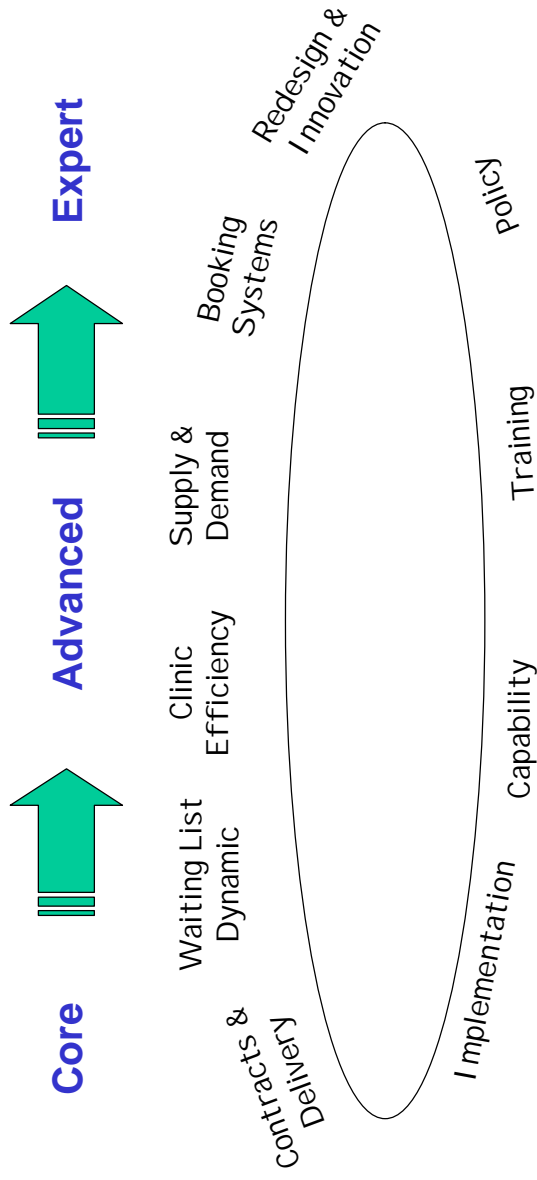 Core
Advanced
Expert
Contracts &
Delivery
Waiting List
Dynamic
Clinic
Efficiency
Supply &
Demand
Booking
Systems
Redesign &
Innovation
Implementation
Capability
Training
Policy